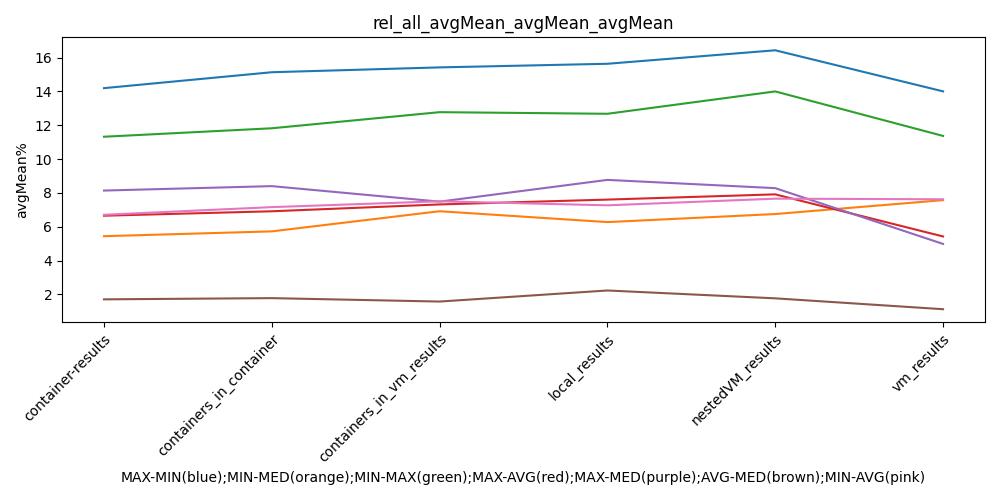 rel_all_avgMean_avgMean_avgMean
avgMean%
16
14
12
10
8
6
4
2
container-results
containers_in_container
containers_in_vm_results
local_results
nestedVM_results
vm_results
MAX-MIN(blue);MIN-MED(orange);MIN-MAX(green);MAX-AVG(red);MAX-MED(purple);AVG-MED(brown);MIN-AVG(pink)